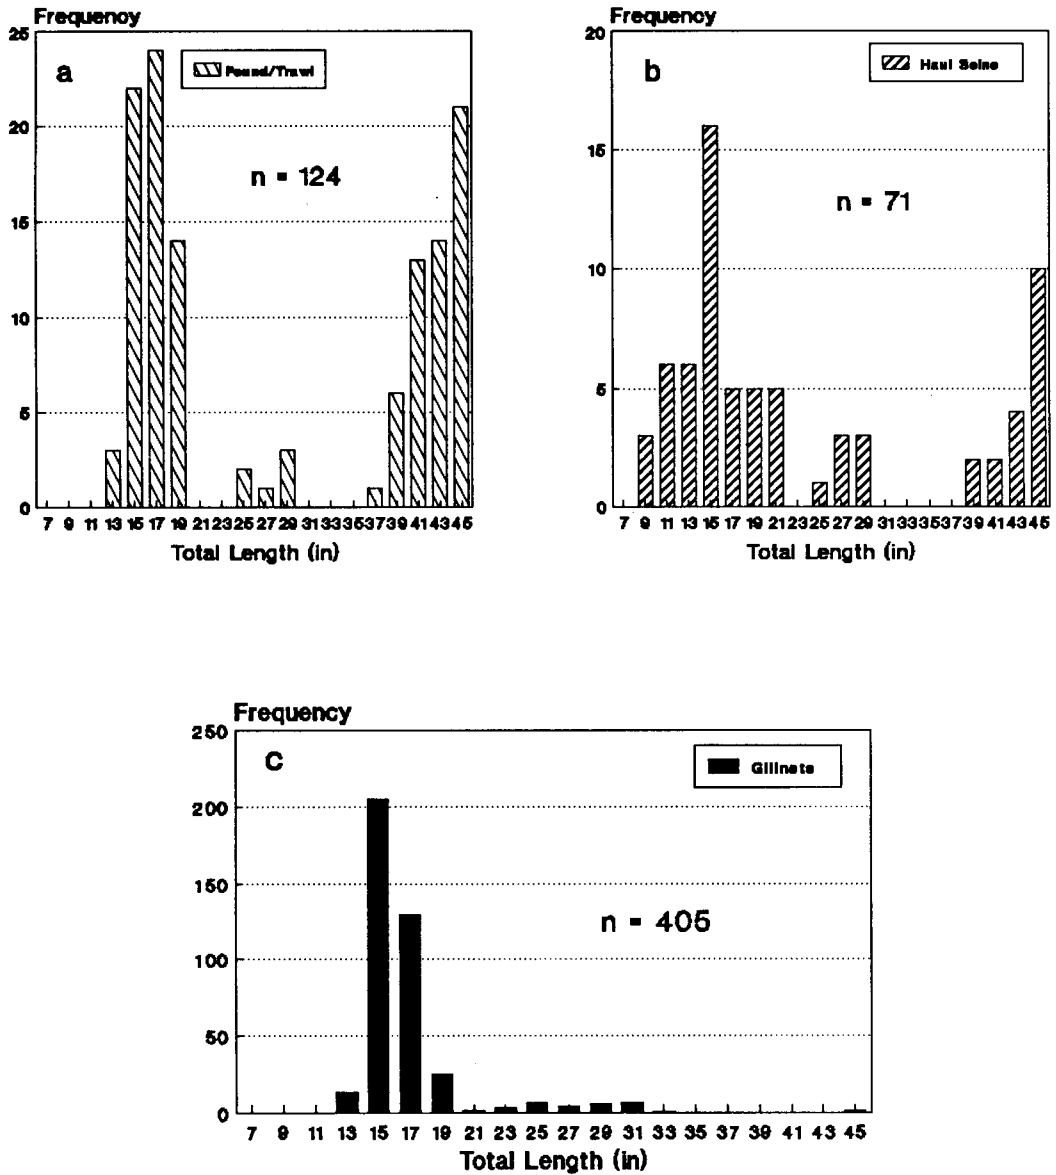 Frequency
25
20
15
10
5
0
a
Pound/Trawl
n = 124
7 9 11 13 15 17 19 21 23 25 27 29 31 33 35 37 39 41 43 45
Total Length (in)
Frequency
20
15
10
5
0
b
Haul Seine
n = 71
7 9 11 13 15 17 19 21 23 25 27 29 31 33 35 37 39 41 43 45
Total Length (in)
Frequency
250
200
150
100
50
0
C
Gillnets
n = 405
7 9 11 13 15 17 19 21 23 25 27 29 31 33 35 37 39 41 43 45
Total Length (in)